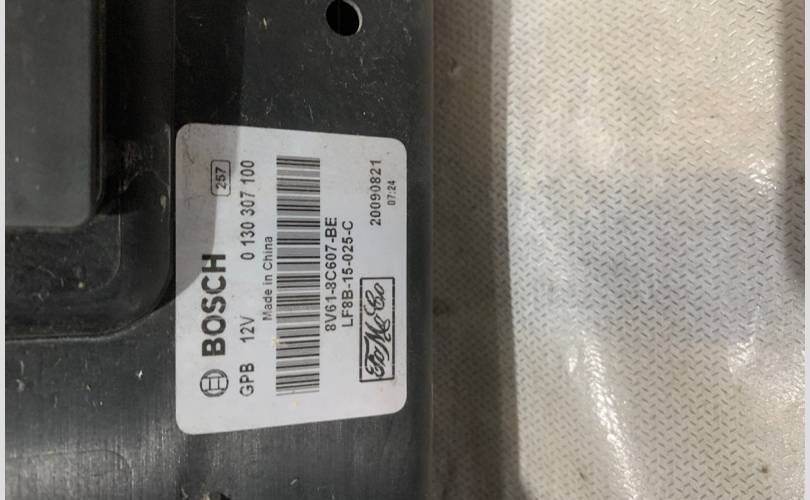 BOSCH
257
GPB 12V 0 130 307 100
Made in China
8V61-8C607-BE
LF8B-15-025-C
FoMoCo
20090821
07:24